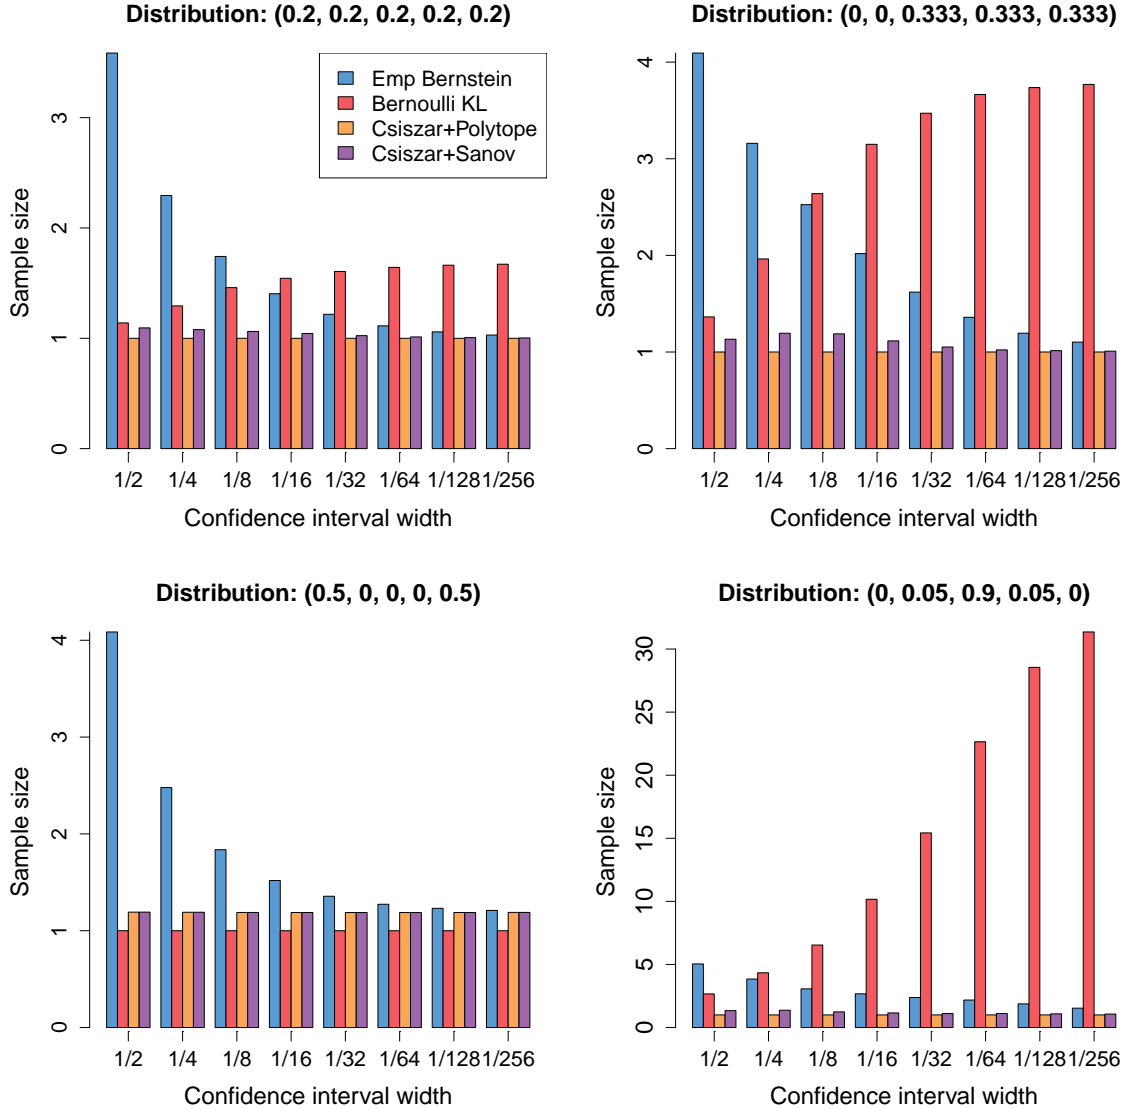 Distribution: (0.2, 0.2, 0.2, 0.2, 0.2)
Sample size
0 1 2 3
Emp Bernstein
Bernoulli KL
Csiszar+Polytope
Csiszar+Sanov
1/2 1/4 1/8 1/16 1/32 1/64 1/128 1/256
Confidence interval width
Distribution: (0, 0, 0.333, 0.333, 0.333)
Sample size
0 1 2 3 4
1/2 1/4 1/8 1/16 1/32 1/64 1/128 1/256
Confidence interval width
Distribution: (0.5, 0, 0, 0, 0.5)
Sample size
0 1 2 3 4
1/2 1/4 1/8 1/16 1/32 1/64 1/128 1/256
Confidence interval width
Distribution: (0, 0.05, 0.9, 0.05, 0)
Sample size
0 5 10 15 20 25 30
1/2 1/4 1/8 1/16 1/32 1/64 1/128 1/256
Confidence interval width